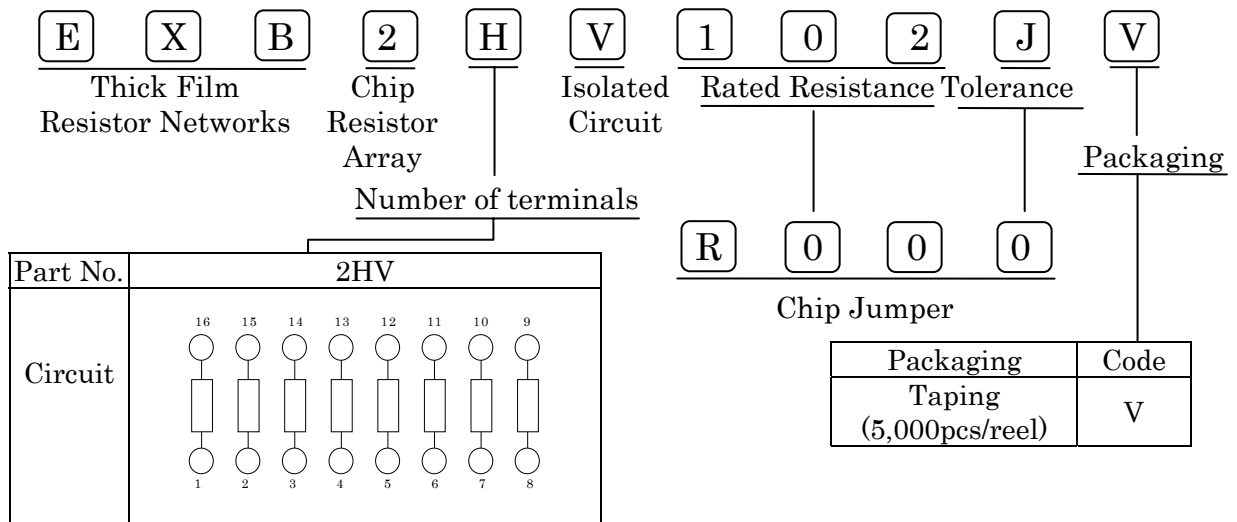 E X B 2 H V 1 0 2 J V
Thick Film
Resistor Networks
Chip
Resistor
Array
Isolated
Circuit
Rated Resistance
Tolerance
Packaging
Number of terminals
R 0 0 0
Chip Jumper
Part No. 2HV
Circuit
16 15 14 13 12 11 10 9
1 2 3 4 5 6 7 8
Packaging Code
Taping
(5,000pcs/reel)
V